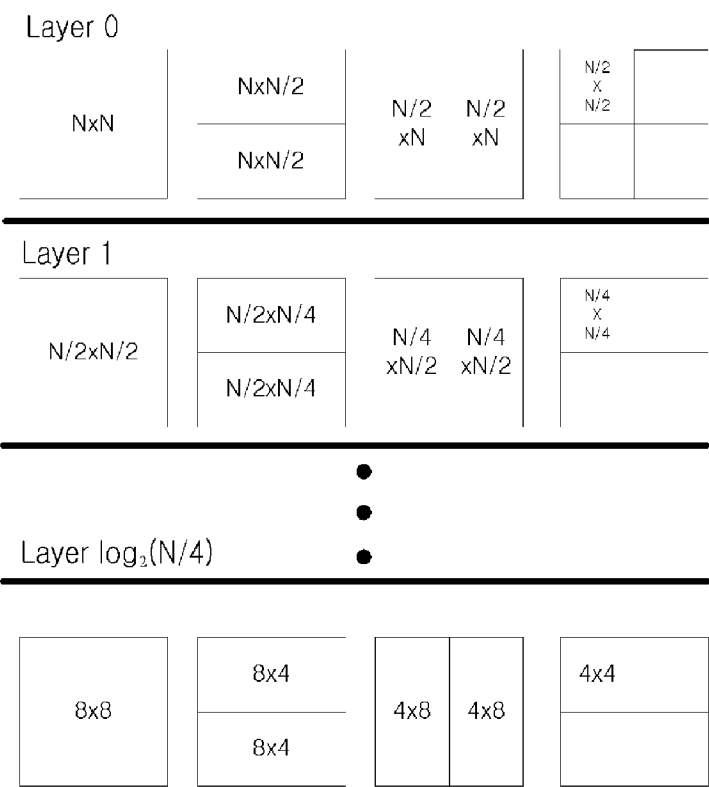 Layer 0
NxN
NxN/2
NxN/2
N/2 N/2
xN xN
N/2
X
N/2
Layer 1
N/2xN/2
N/2xN/4
N/2xN/4
N/4 N/4
xN/2 xN/2
N/4
X
N/4
Layer log₂(N/4)
8x8
8x4
8x4
4x8 4x8
4x4